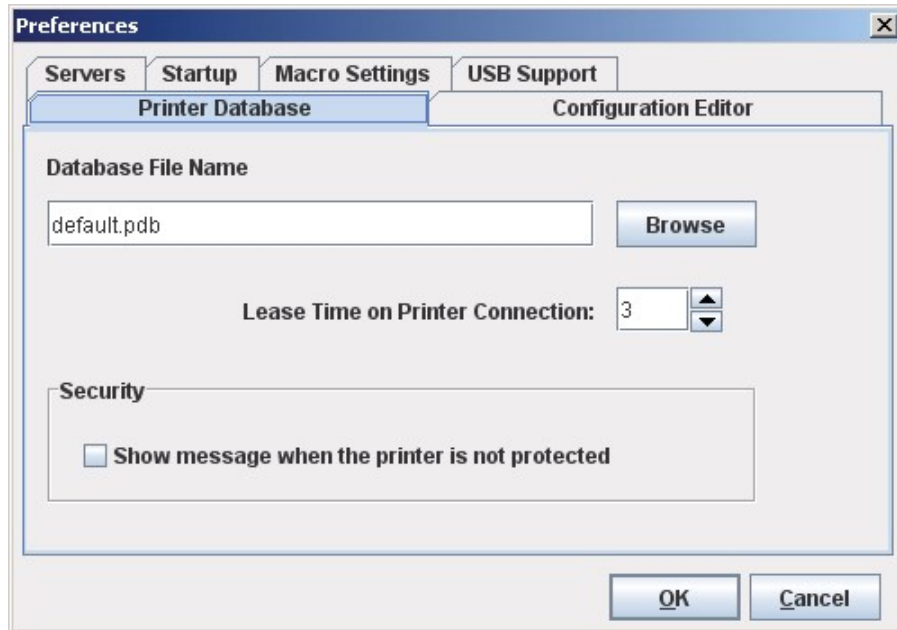 Preferences
Servers Startup Macro Settings USB Support
Printer Database Configuration Editor
Database File Name
default.pdb Browse
Lease Time on Printer Connection: 3
Security
Show message when the printer is not protected
OK Cancel